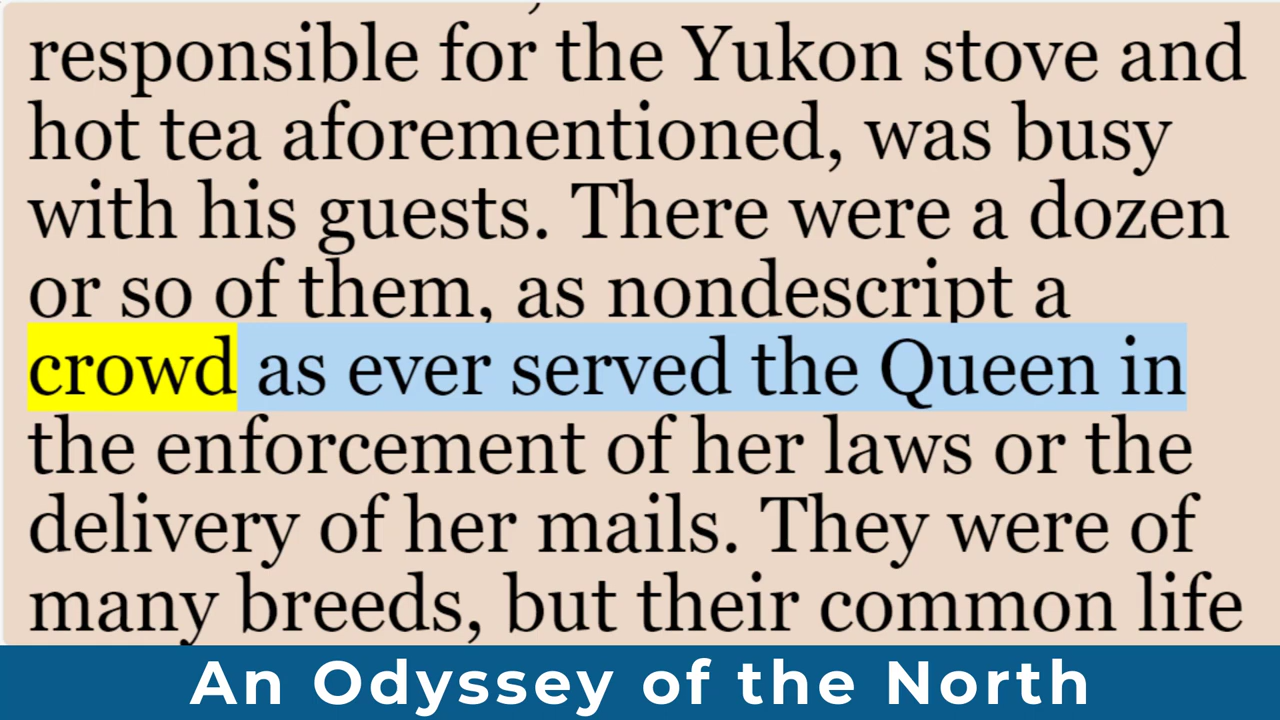 responsible for the Yukon stove and
hot tea aforementioned, was busy
with his guests. There were a dozen
or so of them, as nondescript a
crowd as ever served the Queen in
the enforcement of her laws or the
delivery of her mails. They were of
many breeds, but their common life
An Odyssey of the North